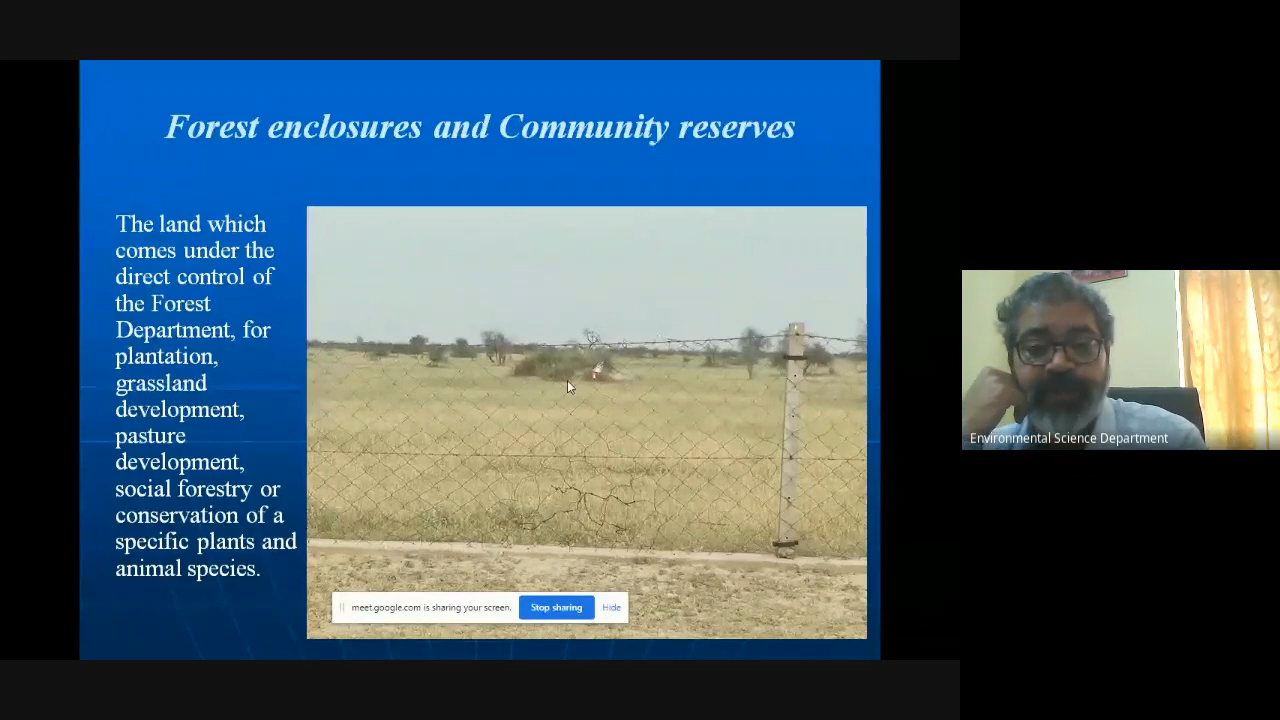 Forest enclosures and Community reserves
The land which
comes under the
direct control of
the Forest
Department, for
plantation,
grassland
development,
pasture
development,
social forestry or
conservation of a
specific plants and
animal species.
meet.google.com is sharing your screen. Stop sharing Hide
Environmental Science Department